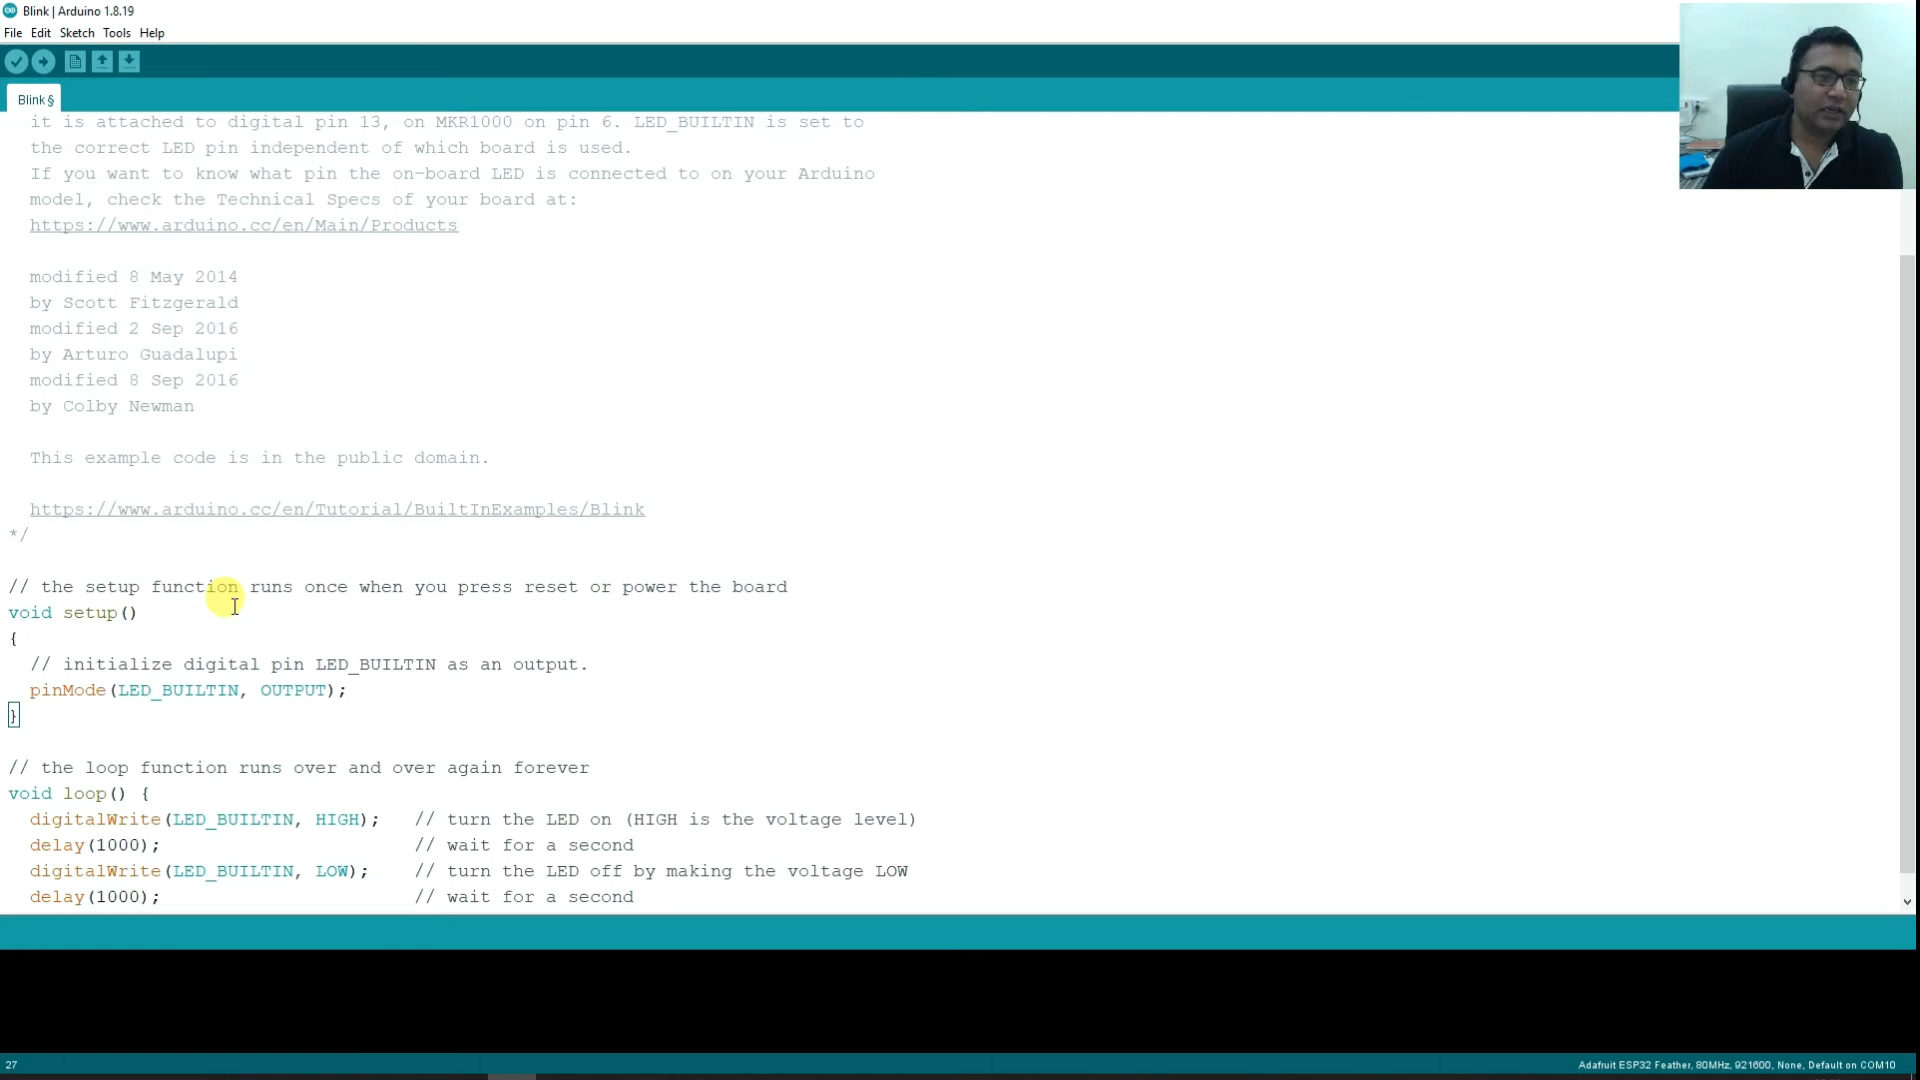 Blink | Arduino 1.8.19
File Edit Sketch Tools Help
Blink §
it is attached to digital pin 13, on MKR1000 on pin 6. LED_BUILTIN is set to
the correct LED pin independent of which board is used.
If you want to know what pin the on-board LED is connected to on your Arduino
model, check the Technical Specs of your board at:
https://www.arduino.cc/en/Main/Products
modified 8 May 2014
by Scott Fitzgerald
modified 2 Sep 2016
by Arturo Guadalupi
modified 8 Sep 2016
by Colby Newman
This example code is in the public domain.
https://www.arduino.cc/en/Tutorial/BuiltInExamples/Blink
*/
// the setup function runs once when you press reset or power the board
void setup()
{
// initialize digital pin LED_BUILTIN as an output.
pinMode(LED_BUILTIN, OUTPUT);
}
// the loop function runs over and over again forever
void loop() {
digitalWrite(LED_BUILTIN, HIGH);   // turn the LED on (HIGH is the voltage level)
delay(1000);                       // wait for a second
digitalWrite(LED_BUILTIN, LOW);    // turn the LED off by making the voltage LOW
delay(1000);                       // wait for a second
27
Adafruit ESP32 Feather, 80MHz, 921600, None, Default on COM10